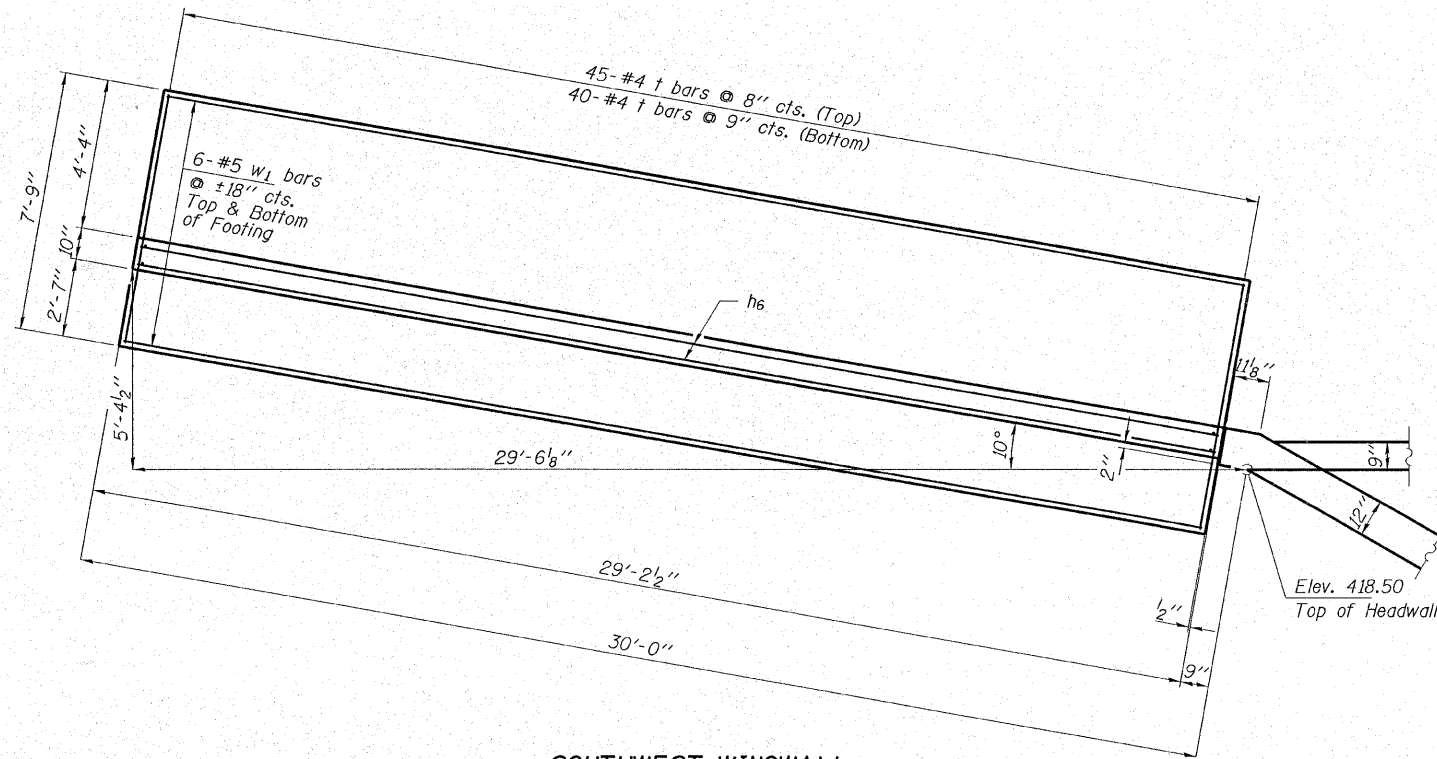 45-#4 t bars @ 8" cts. (Top)
40-#4 t bars @ 9" cts. (Bottom)
4'-4"
7'-9"
10"
2'-7"
6-#5 w1 bars
@ ±18" cts.
Top & Bottom
of Footing
h6
11⅛"
5'-4½"
29'-6⅛"
10°
2"
9"
12"
Elev. 418.50
Top of Headwall
29'-2½"
½"
30'-0"
9"
SOUTHWEST WINGWALL